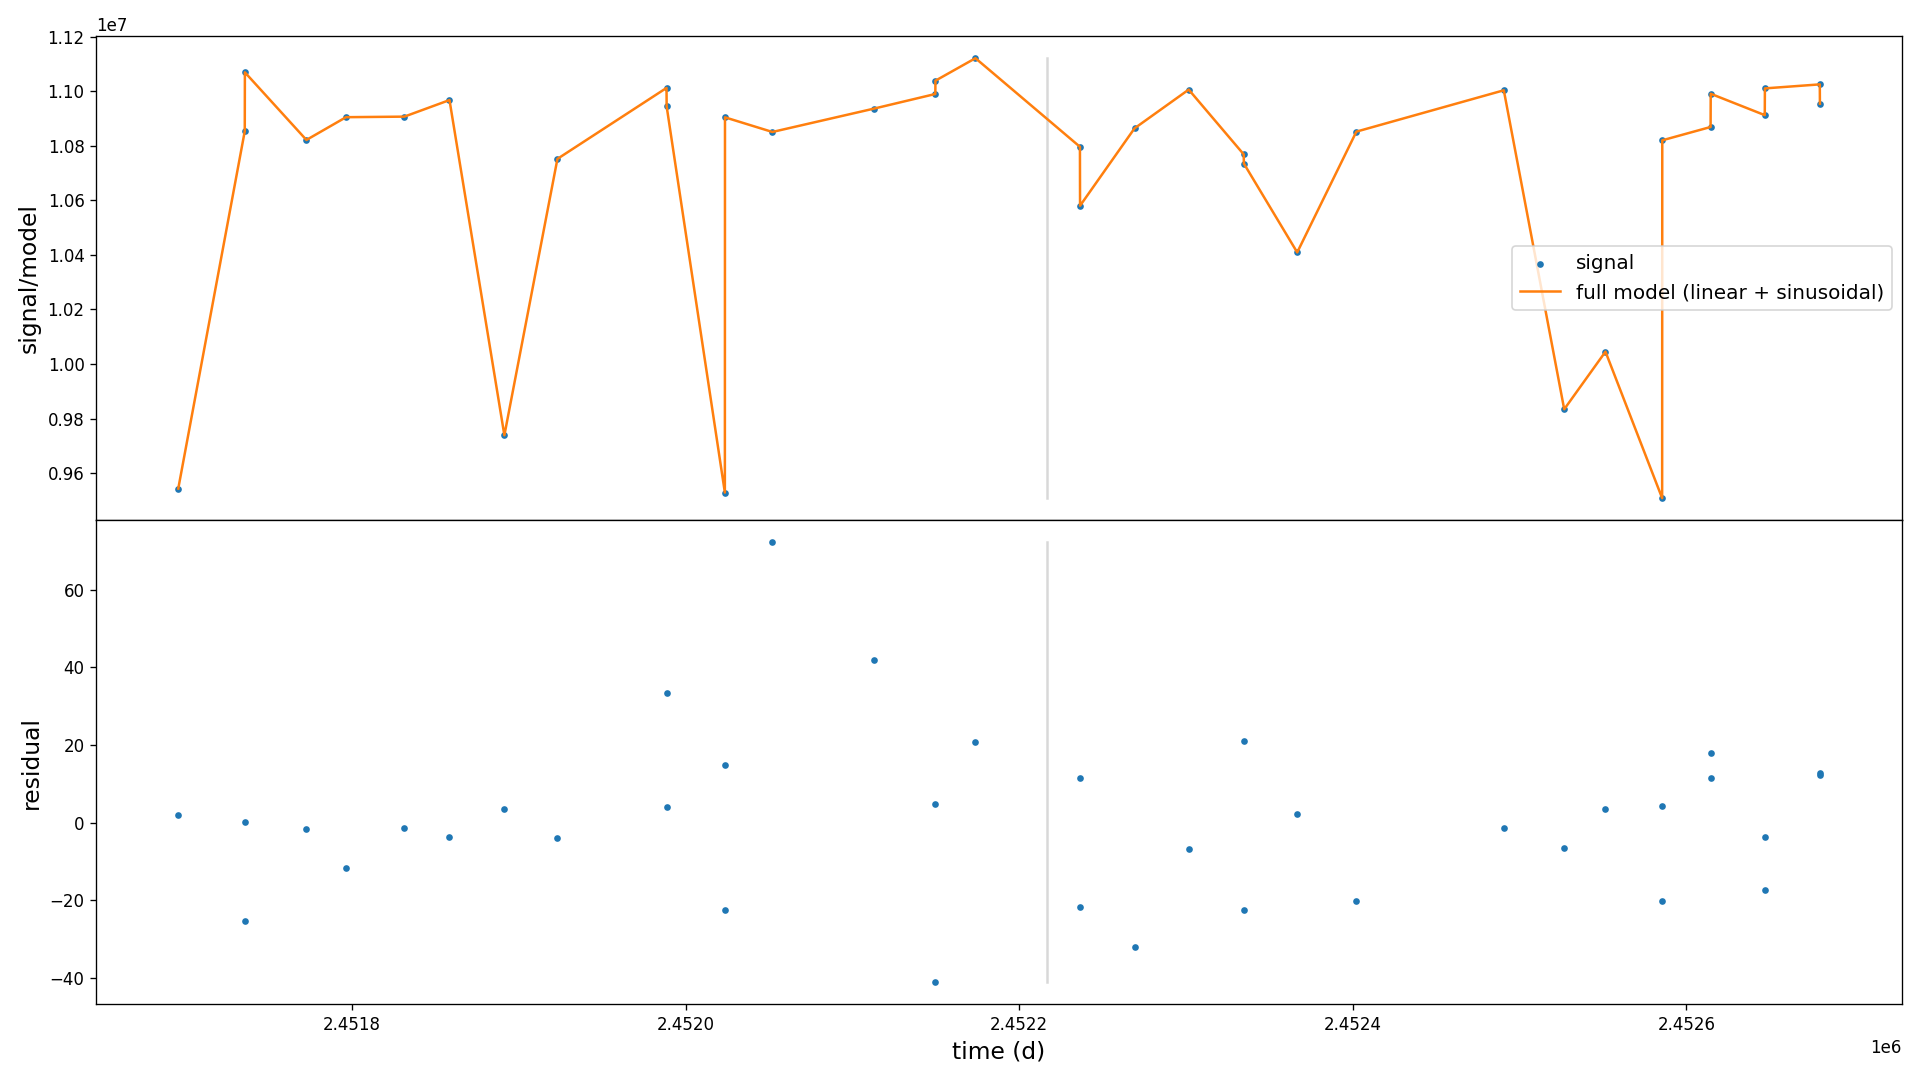 1e7
1.12
1.10
1.08
1.06
1.04
1.02
1.00
0.98
0.96
signal/model
signal
full model (linear + sinusoidal)
60
40
20
0
−20
−40
residual
2.4518
2.4520
2.4522
2.4524
2.4526
time (d)
1e6